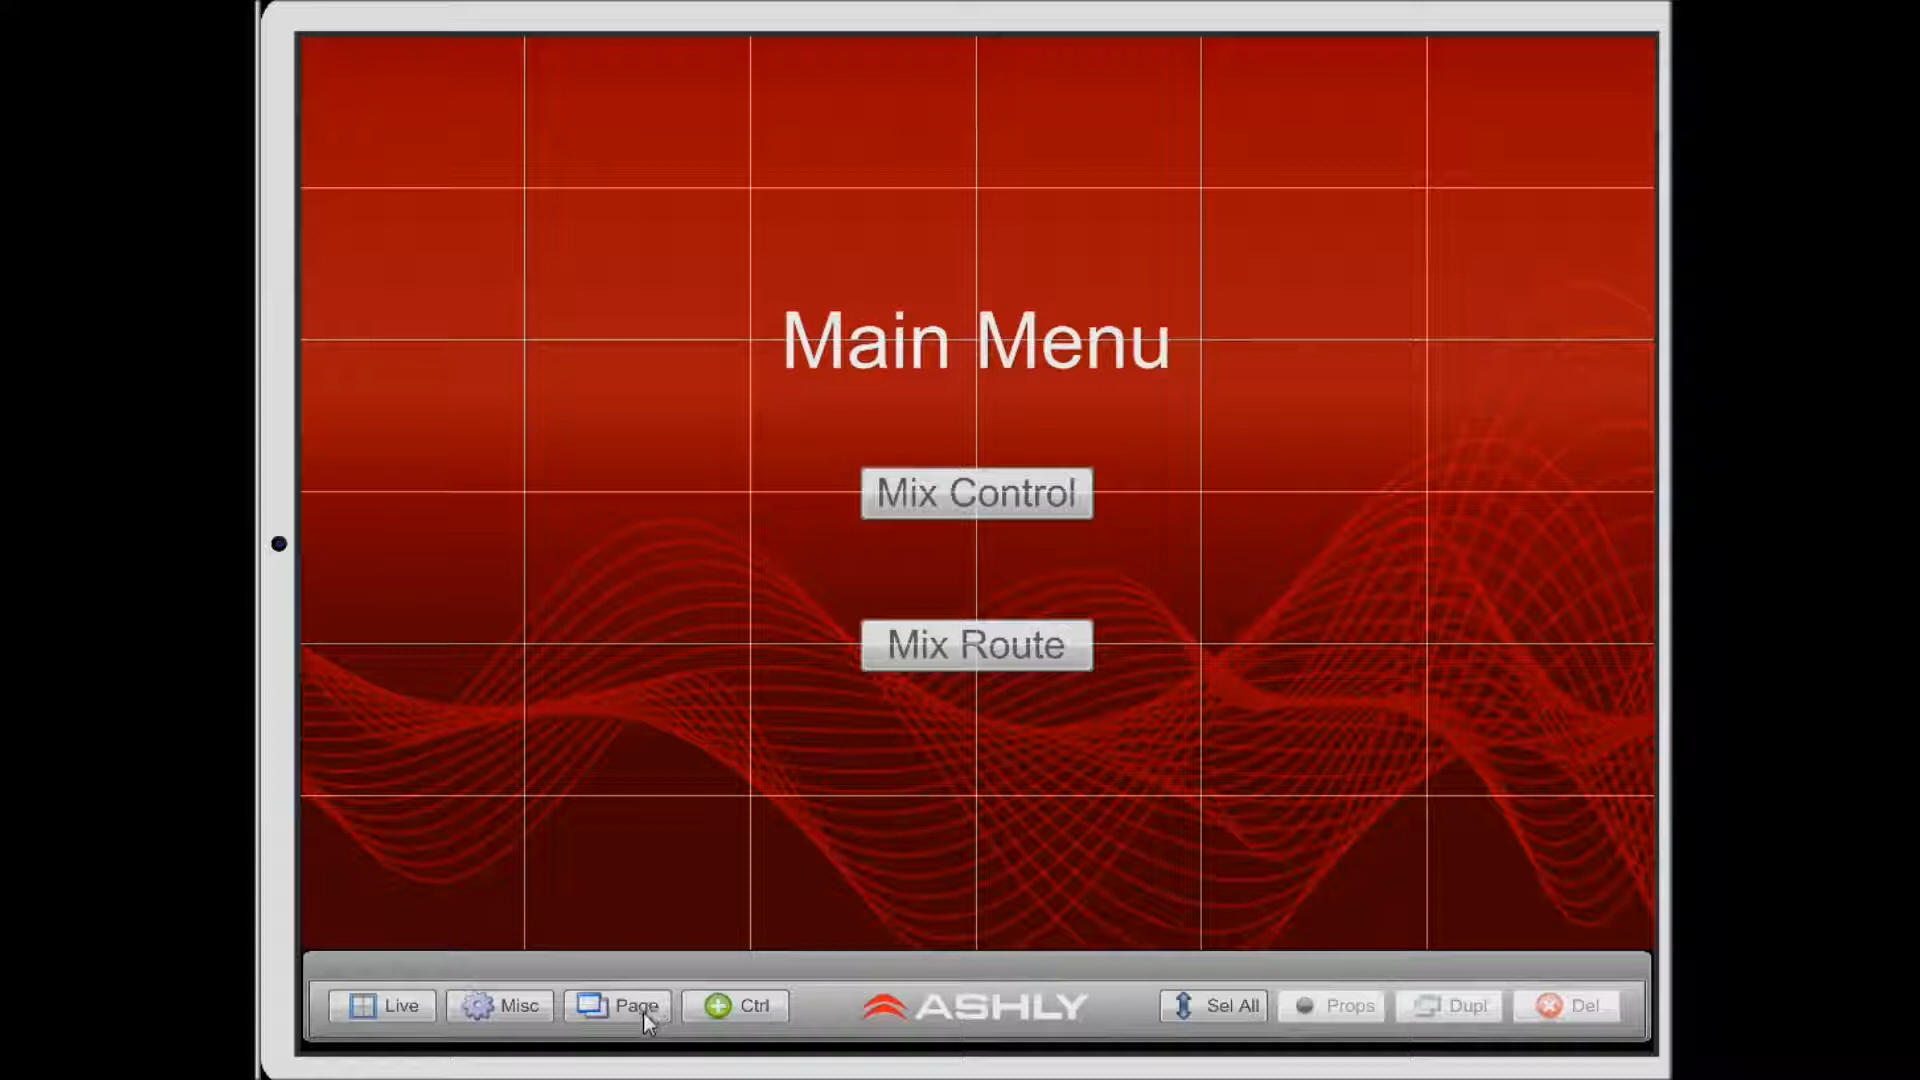 Main Menu
Mix Control
Mix Route
Live Misc Page Ctrl ASHLY Sel All Props Dupl Del